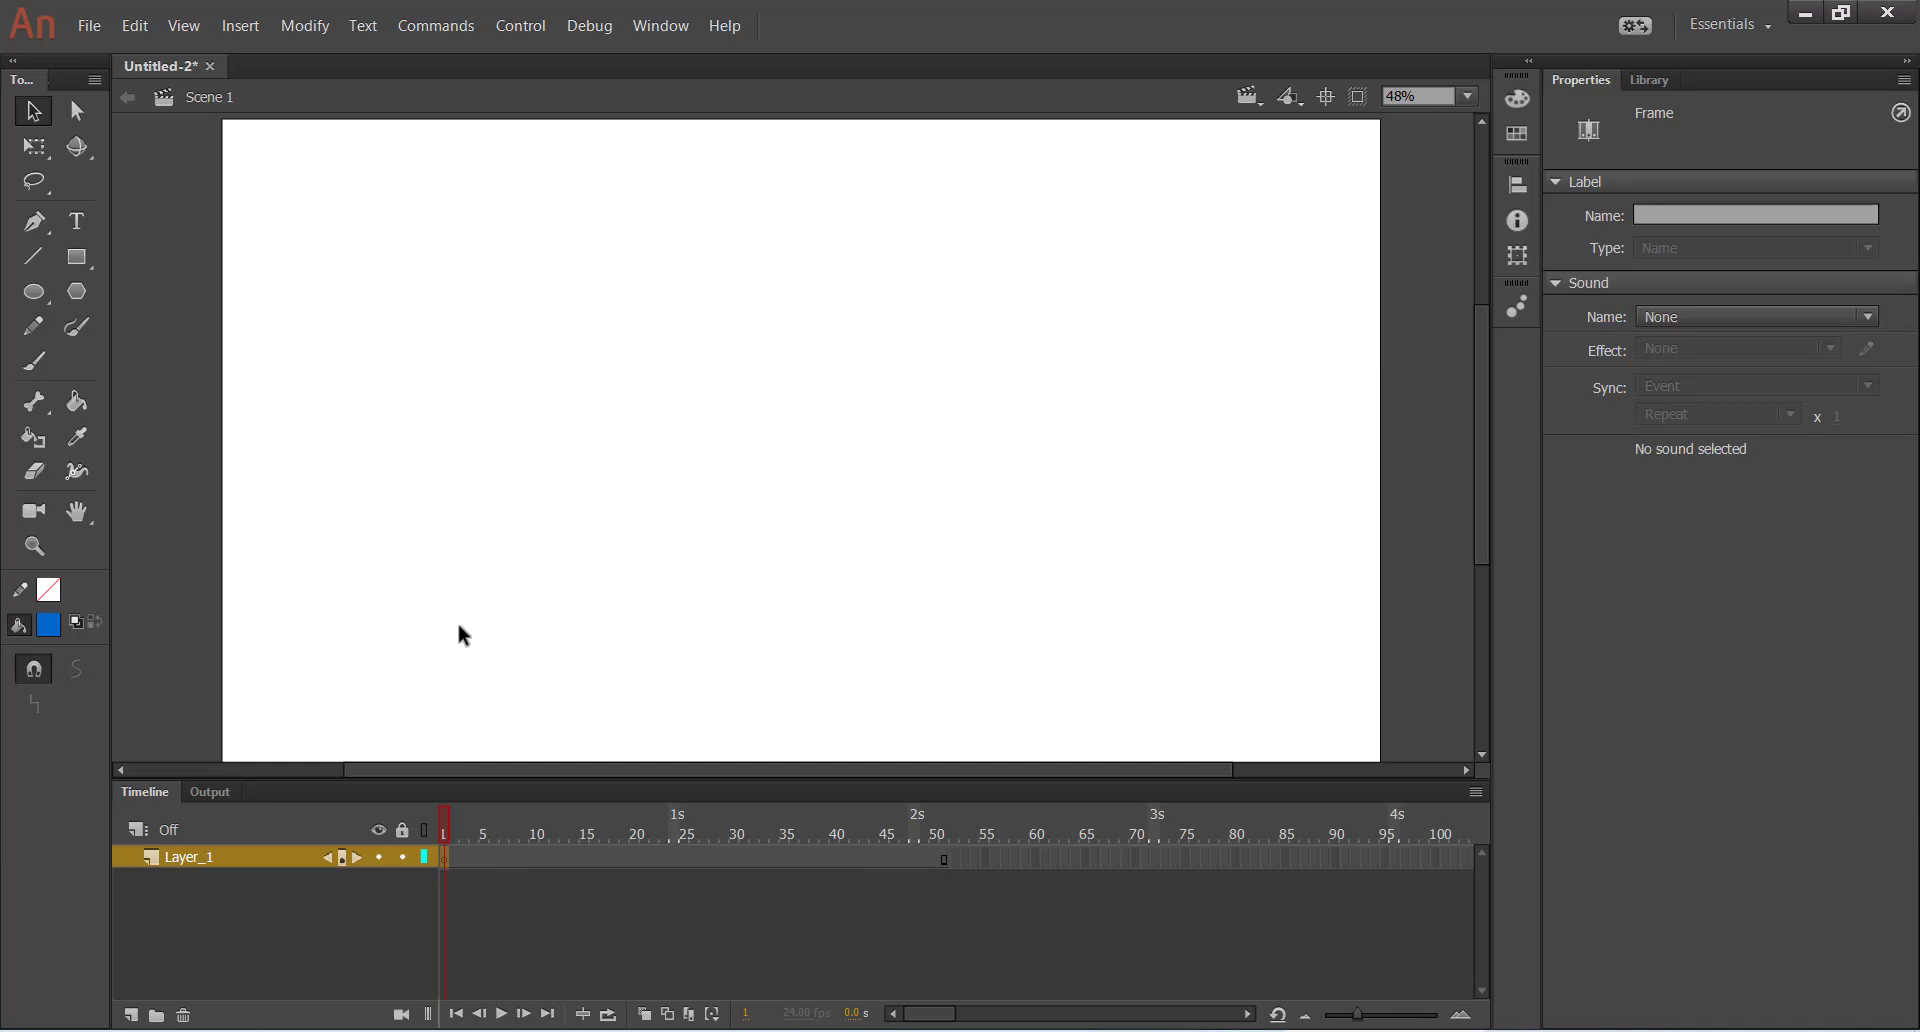 An File Edit View Insert Modify Text Commands Control Debug Window Help Essentials
Untitled-2*
To...
Properties Library
Scene 1
48%
Frame
Label
Name:
Type: Name
Sound
Name: None
Effect: None
Sync: Event
Repeat x 1
No sound selected
T
Timeline Output
1s 2s 3s 4s
Off
1 5 10 15 20 25 30 35 40 45 50 55 60 65 70 75 80 85 90 95 100
Layer_1
1 24.00 fps 0.0 s